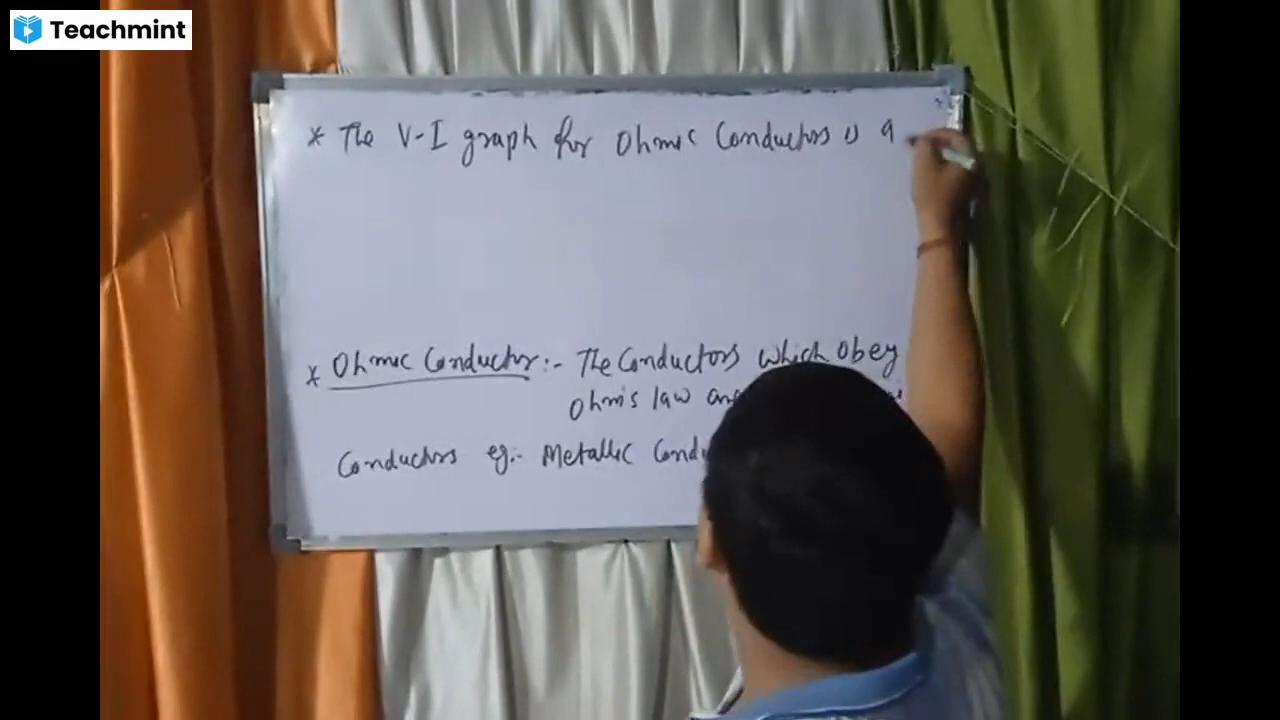 Teachmint
* The V-I graph for Ohmic Conductors is a
* Ohmic Conductor :- The Conductors which obey
Ohm's law
Conductors eg:- Metallic